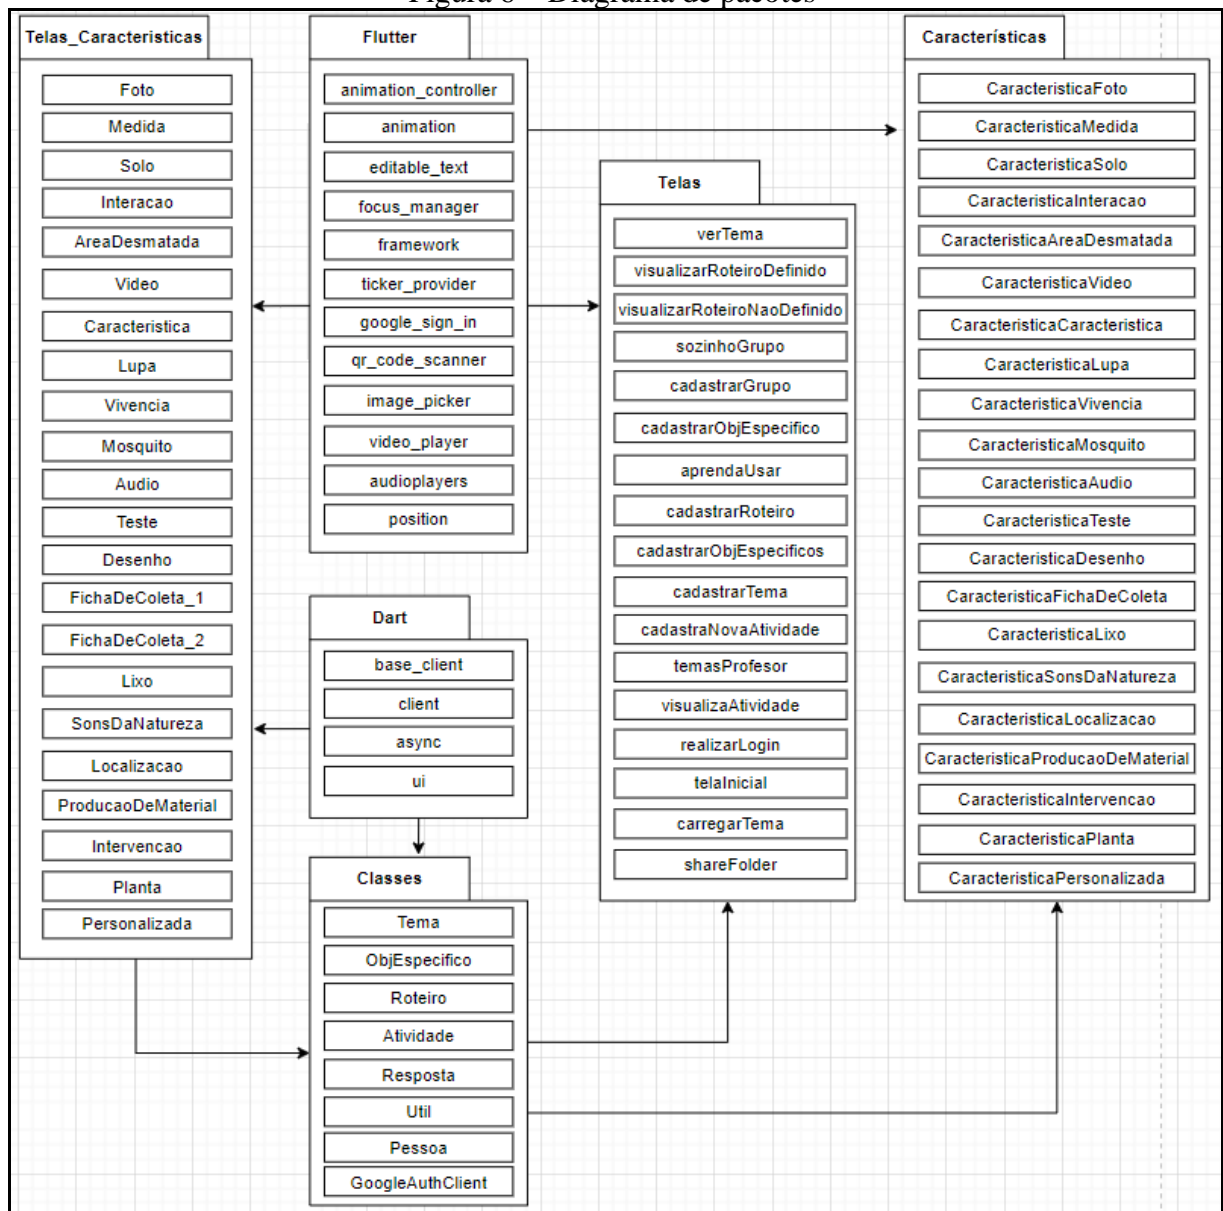 Figura 6 – Diagrama de pacotes
Telas_Caracteristicas
Foto
Medida
Solo
Interacao
AreaDesmatada
Video
Caracteristica
Lupa
Vivencia
Mosquito
Audio
Teste
Desenho
FichaDeColeta_1
FichaDeColeta_2
Lixo
SonsDaNatureza
Localizacao
ProducaoDeMaterial
Intervencao
Planta
Personalizada
Flutter
animation_controller
animation
editable_text
focus_manager
framework
ticker_provider
google_sign_in
qr_code_scanner
image_picker
video_player
audioplayers
position
Dart
base_client
client
async
ui
Classes
Tema
ObjEspecifico
Roteiro
Atividade
Resposta
Util
Pessoa
GoogleAuthClient
Telas
verTema
visualizarRoteiroDefinido
visualizarRoteiroNaoDefinido
sozinhoGrupo
cadastrarGrupo
cadastrarObjEspecifico
aprendaUsar
cadastrarRoteiro
cadastrarObjEspecificos
cadastrarTema
cadastraNovaAtividade
temasProfesor
visualizaAtividade
realizarLogin
telaInicial
carregarTema
shareFolder
Características
CaracteristicaFoto
CaracteristicaMedida
CaracteristicaSolo
CaracteristicaInteracao
CaracteristicaAreaDesmatada
CaracteristicaVideo
CaracteristicaCaracteristica
CaracteristicaLupa
CaracteristicaVivencia
CaracteristicaMosquito
CaracteristicaAudio
CaracteristicaTeste
CaracteristicaDesenho
CaracteristicaFichaDeColeta
CaracteristicaLixo
CaracteristicaSonsDaNatureza
CaracteristicaLocalizacao
CaracteristicaProducaoDeMaterial
CaracteristicaIntervencao
CaracteristicaPlanta
CaracteristicaPersonalizada